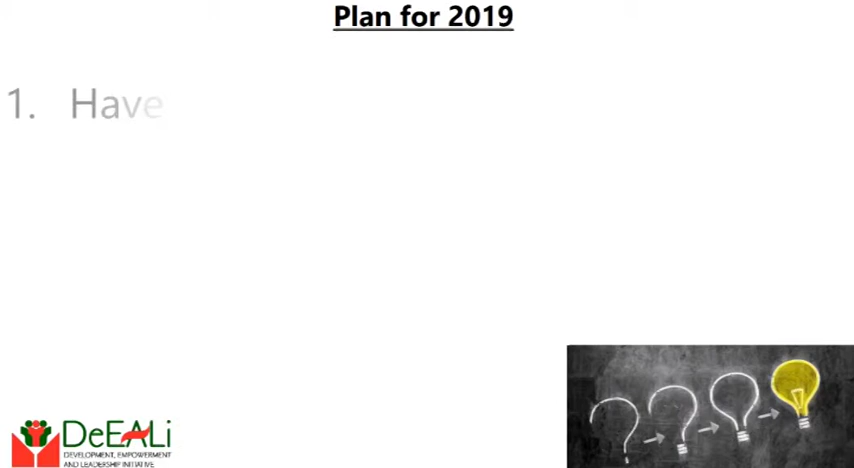 Plan for 2019
1. Have
DeEALi
DEVELOPMENT, EMPOWERMENT
AND LEADERSHIP INITIATIVE